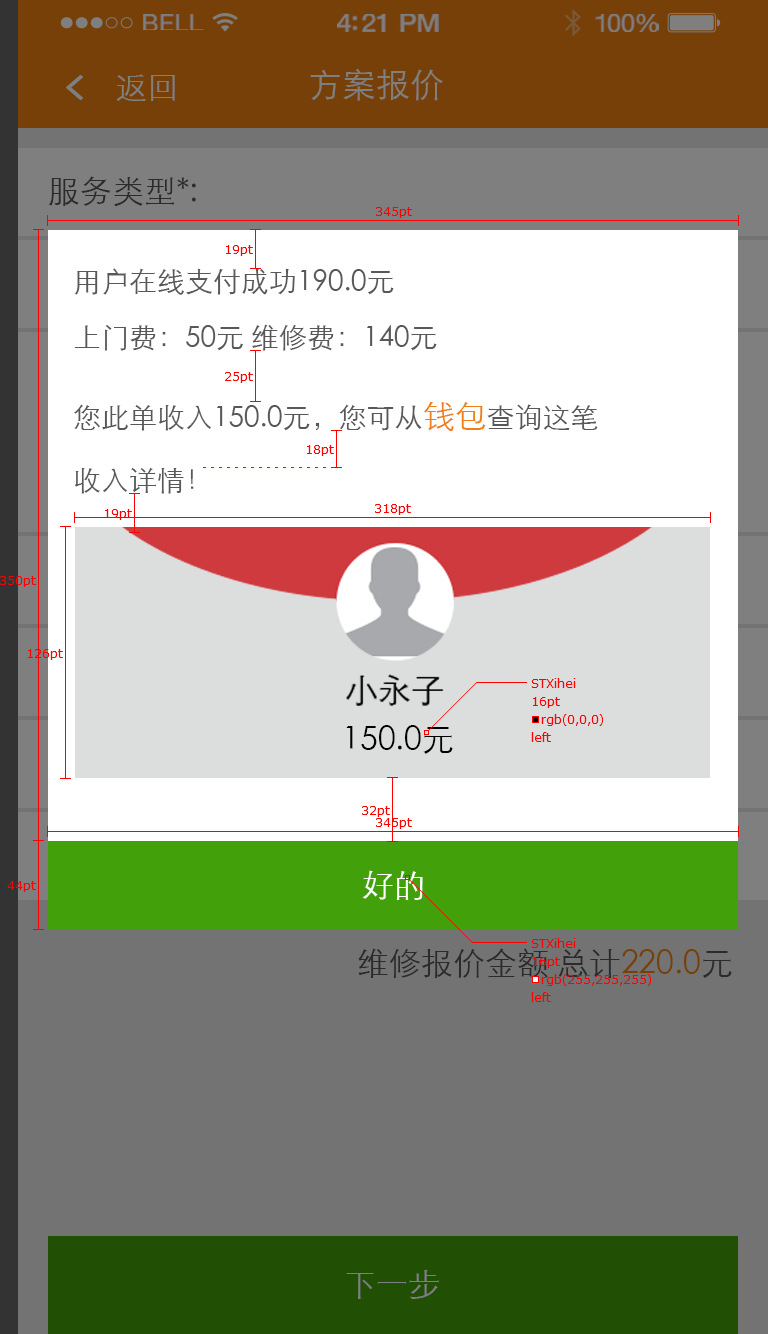 BELL 4:21 PM 100%
返回 方案报价
服务类型*:
345pt
19pt
用户在线支付成功190.0元
上门费：50元 维修费：140元
25pt
您此单收入150.0元，您可从钱包查询这笔
18pt
收入详情！
318pt
19pt
350pt
126pt
小永子
STXihei
16pt
rgb(0,0,0)
left
150.0元
32pt
345pt
44pt
好的
STXihei
rgb(255,255,255)
left
维修报价金额 总计220.0元
下一步